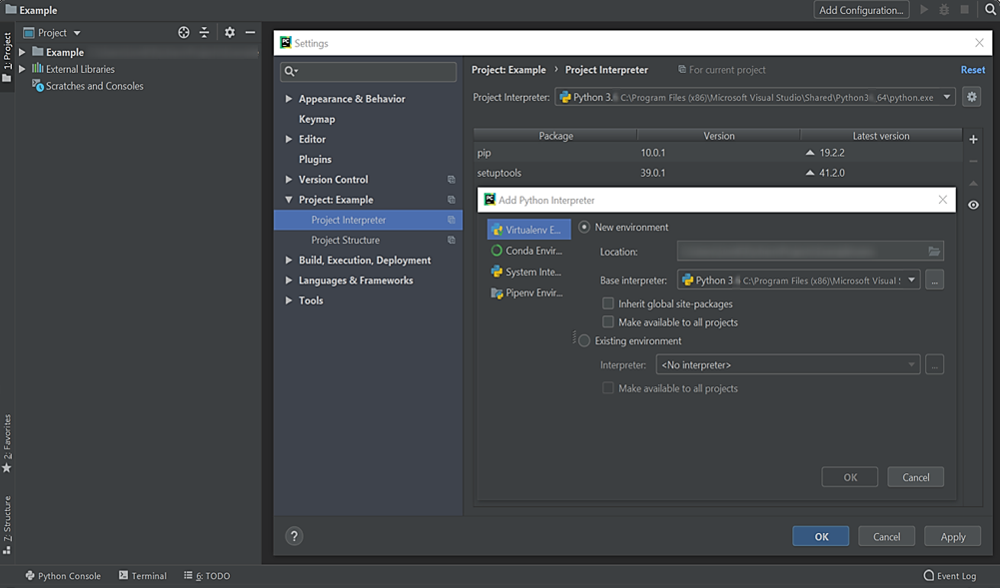 Example
Add Configuration...
Project
1: Project
Example
External Libraries
Scratches and Consoles
Settings
Appearance & Behavior
Keymap
Editor
Plugins
Version Control
Project: Example
Project Interpreter
Project Structure
Build, Execution, Deployment
Languages & Frameworks
Tools
Project: Example › Project Interpreter For current project Reset
Project Interpreter: Python 3. C:\Program Files (x86)\Microsoft Visual Studio\Shared\Python3 _64\python.exe
Package Version Latest version
pip 10.0.1 19.2.2
setuptools 39.0.1 41.2.0
Add Python Interpreter
Virtualenv E...
Conda Envir...
System Inte...
Pipenv Envir...
New environment
Location:
Base interpreter: Python 3 C:\Program Files (x86)\Microsoft Visual ...
Inherit global site-packages
Make available to all projects
Existing environment
Interpreter: <No interpreter> ...
Make available to all projects
OK Cancel
? OK Cancel Apply
2: Favorites
7: Structure
Python Console Terminal 6: TODO Event Log